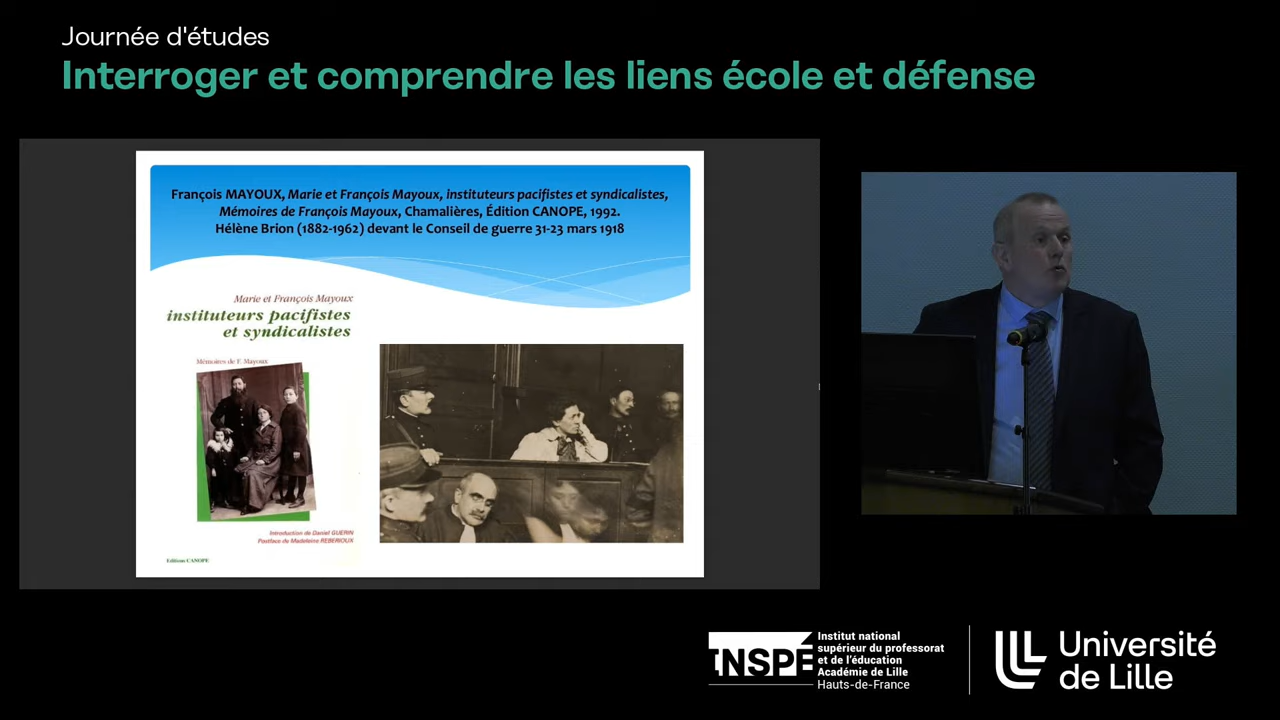 Journée d'études
Interroger et comprendre les liens école et défense
François MAYOUX, Marie et François Mayoux, instituteurs pacifistes et syndicalistes,
Mémoires de François Mayoux, Chamalières, Édition CANOPE, 1992.
Hélène Brion (1882-1962) devant le Conseil de guerre 31-23 mars 1918
Marie et François Mayoux
instituteurs pacifistes
et syndicalistes
Mémoires de F. Mayoux
Introduction de Daniel GUERIN
Postface de Madeleine REBERIOUX
Editions CANOPE
INSPÉ
Institut national
supérieur du professorat
et de l'éducation
Académie de Lille
Hauts-de-France
Université
de Lille